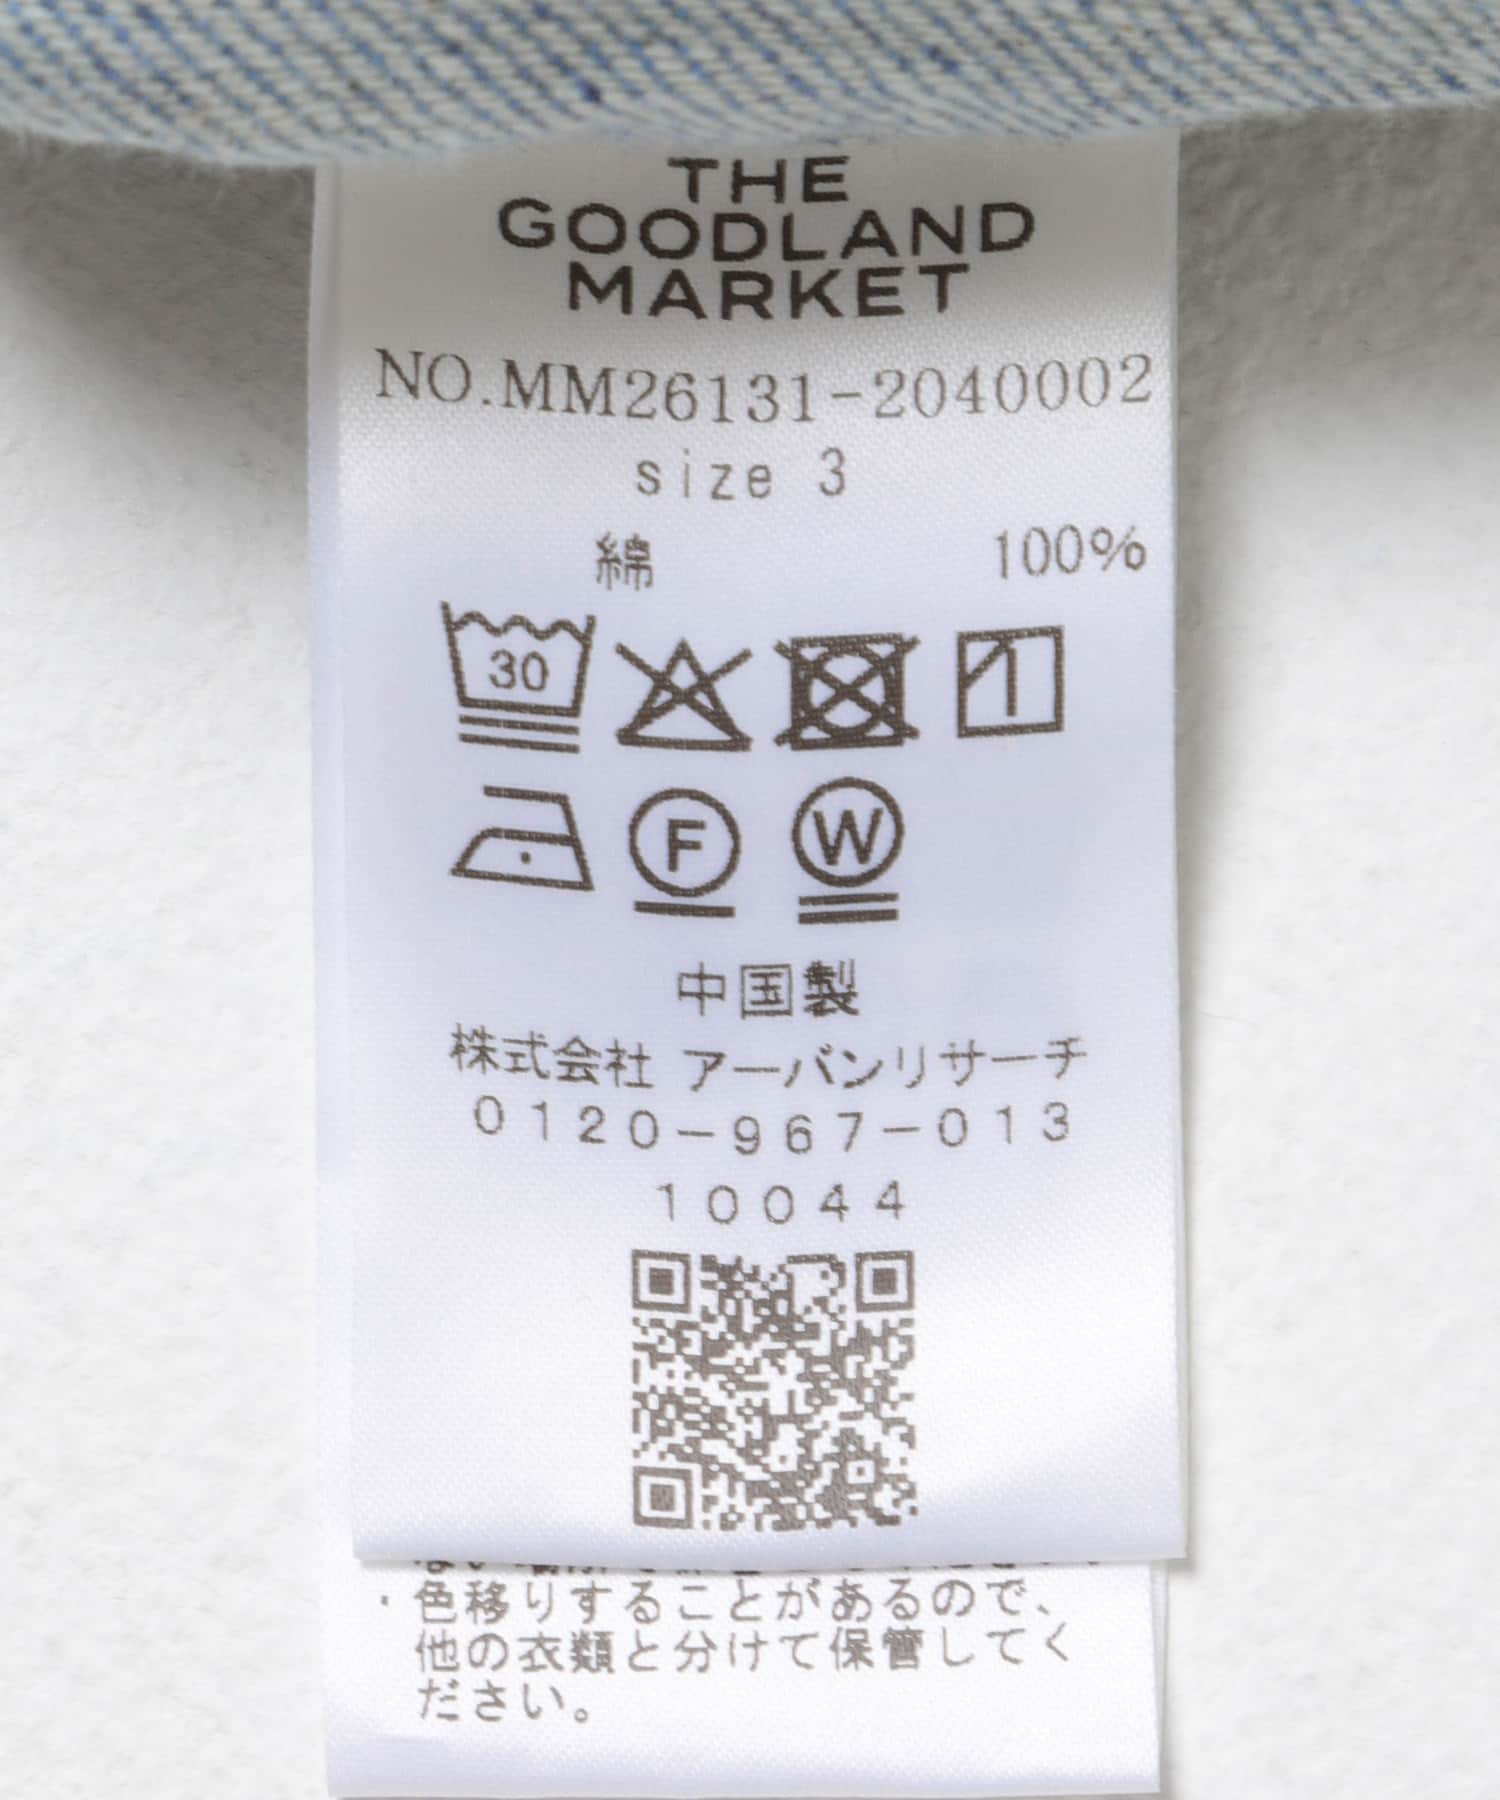 THE
GOODLAND
MARKET
NO.MM26131-2040002
size 3
綿 100%
30
F W
中国製
株式会社 アーバンリサーチ
0120-967-013
10044
・色移りすることがあるので、
他の衣類と分けて保管してく
ださい。